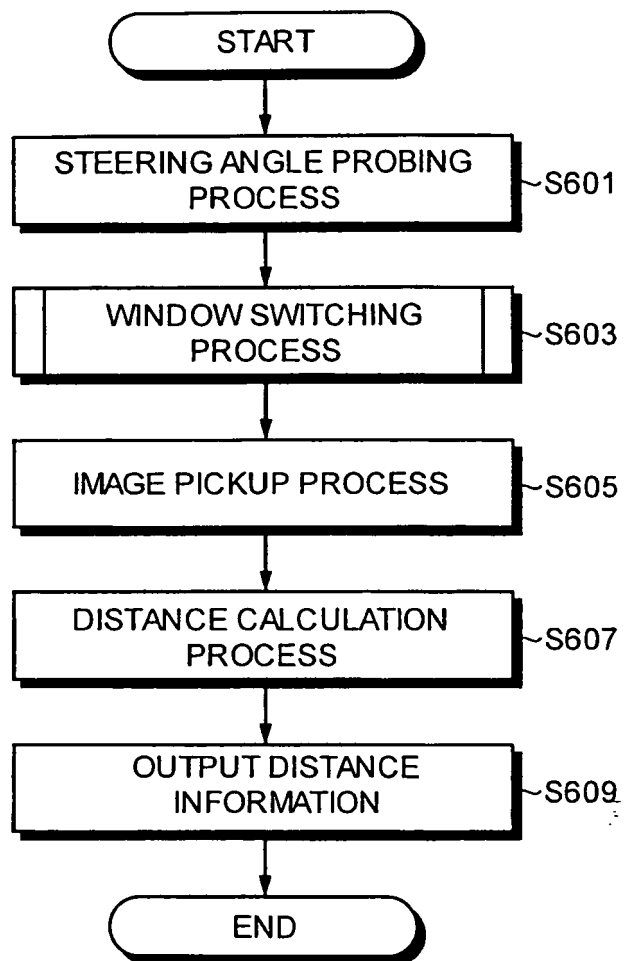 START
STEERING ANGLE PROBING
PROCESS
S601
WINDOW SWITCHING
PROCESS
S603
IMAGE PICKUP PROCESS
S605
DISTANCE CALCULATION
PROCESS
S607
OUTPUT DISTANCE
INFORMATION
S609
END